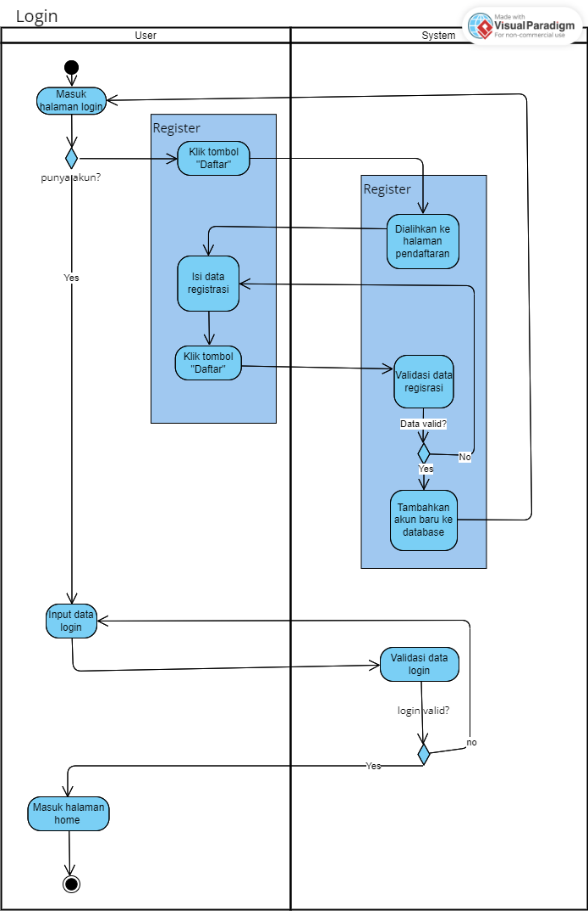 Login
Made with
VisualParadigm
For non-commercial use
User
System
Masuk
halaman login
punya akun?
Register
Klik tombol
"Daftar"
Register
Dialihkan ke
halaman
pendaftaran
Isi data
registrasi
Yes
Klik tombol
"Daftar"
Validasi data
regisrasi
Data valid?
No
Yes
Tambahkan
akun baru ke
database
Input data
login
Validasi data
login
login valid?
no
Yes
Masuk halaman
home